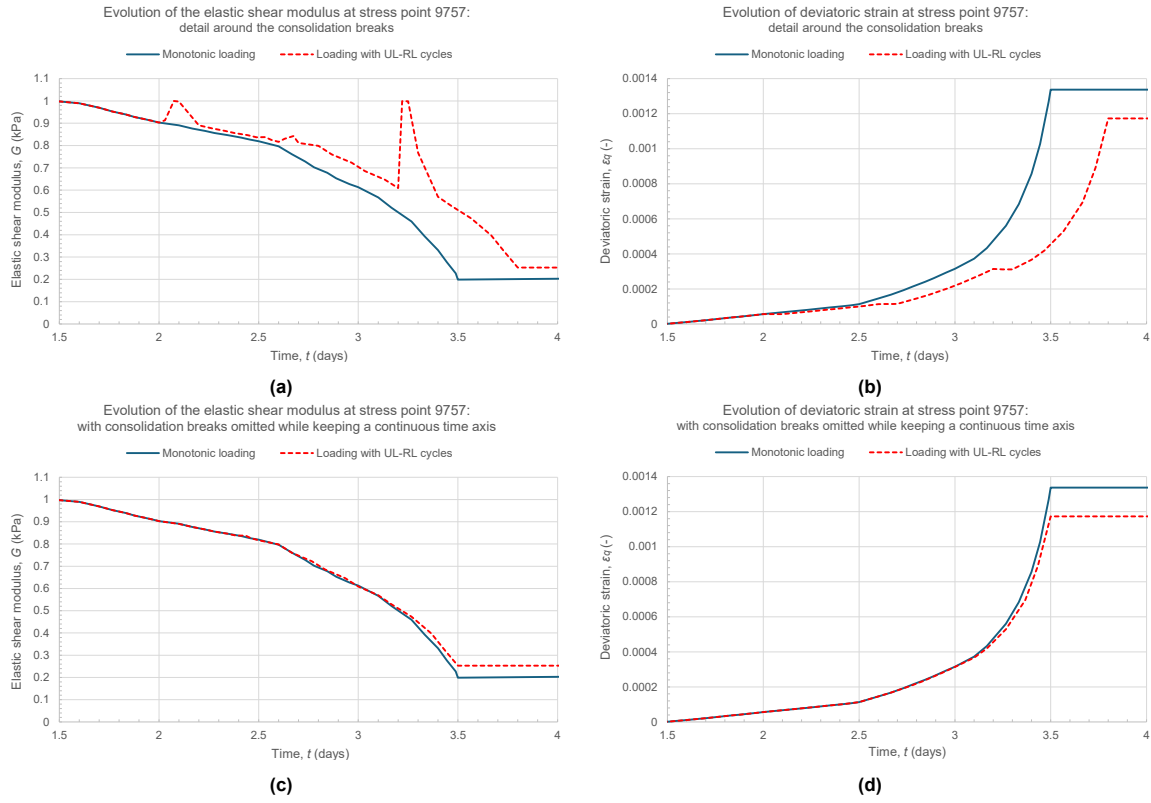 Evolution of the elastic shear modulus at stress point 9757:
detail around the consolidation breaks
Monotonic loading
Loading with UL-RL cycles
Elastic shear modulus, G (kPa)
1.1
1
0.9
0.8
0.7
0.6
0.5
0.4
0.3
0.2
0.1
0
1.5 2 2.5 3 3.5 4
Time, t (days)
(a)
Evolution of deviatoric strain at stress point 9757:
detail around the consolidation breaks
Monotonic loading
Loading with UL-RL cycles
Deviatoric strain, εq (-)
0.0014
0.0012
0.001
0.0008
0.0006
0.0004
0.0002
0
1.5 2 2.5 3 3.5 4
Time, t (days)
(b)
Evolution of the elastic shear modulus at stress point 9757:
with consolidation breaks omitted while keeping a continuous time axis
Monotonic loading
Loading with UL-RL cycles
Elastic shear modulus, G (kPa)
1.1
1
0.9
0.8
0.7
0.6
0.5
0.4
0.3
0.2
0.1
0
1.5 2 2.5 3 3.5 4
Time, t (days)
(c)
Evolution of deviatoric strain at stress point 9757:
with consolidation breaks omitted while keeping a continuous time axis
Monotonic loading
Loading with UL-RL cycles
Deviatoric strain, εq (-)
0.0014
0.0012
0.001
0.0008
0.0006
0.0004
0.0002
0
1.5 2 2.5 3 3.5 4
Time, t (days)
(d)